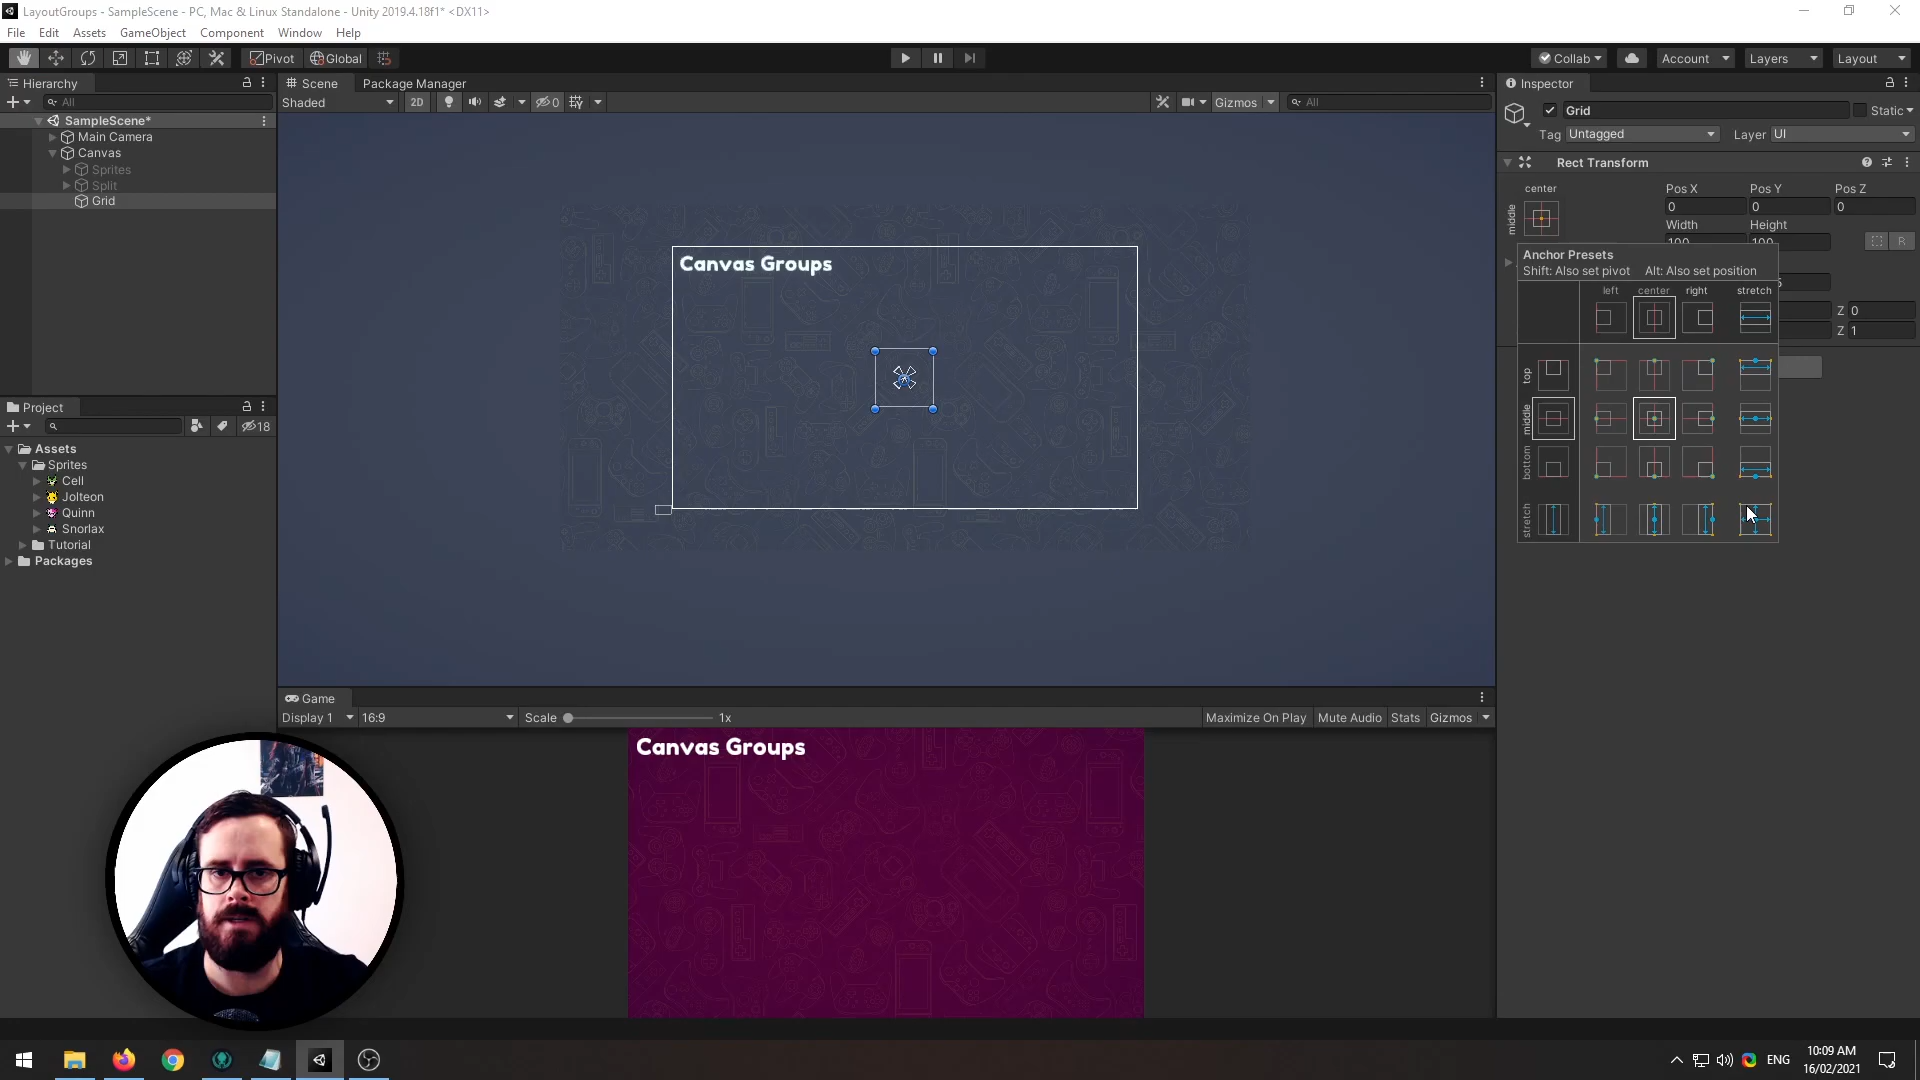 LayoutGroups - SampleScene - PC, Mac & Linux Standalone - Unity 2019.4.18f1* <DX11>
File Edit Assets GameObject Component Window Help
Pivot Global Collab Account Layers Layout
Hierarchy
All
SampleScene*
Main Camera
Canvas
Sprites
Split
Grid
Project
18
Assets
Sprites
Cell
Jolteon
Quinn
Snorlax
Tutorial
Packages
Scene Package Manager
Shaded 2D 0 Gizmos All
Canvas Groups
Game
Display 1 16:9 Scale 1x Maximize On Play Mute Audio Stats Gizmos
Canvas Groups
Inspector
Grid Static
Tag Untagged Layer UI
Rect Transform
center Pos X Pos Y Pos Z
middle 0 0 0
Width Height
100 100 R
Anchor Presets
Shift: Also set pivot Alt: Also set position
left center right stretch
Z 0
Z 1
top
middle
bottom
stretch
ENG 10:09 AM
16/02/2021